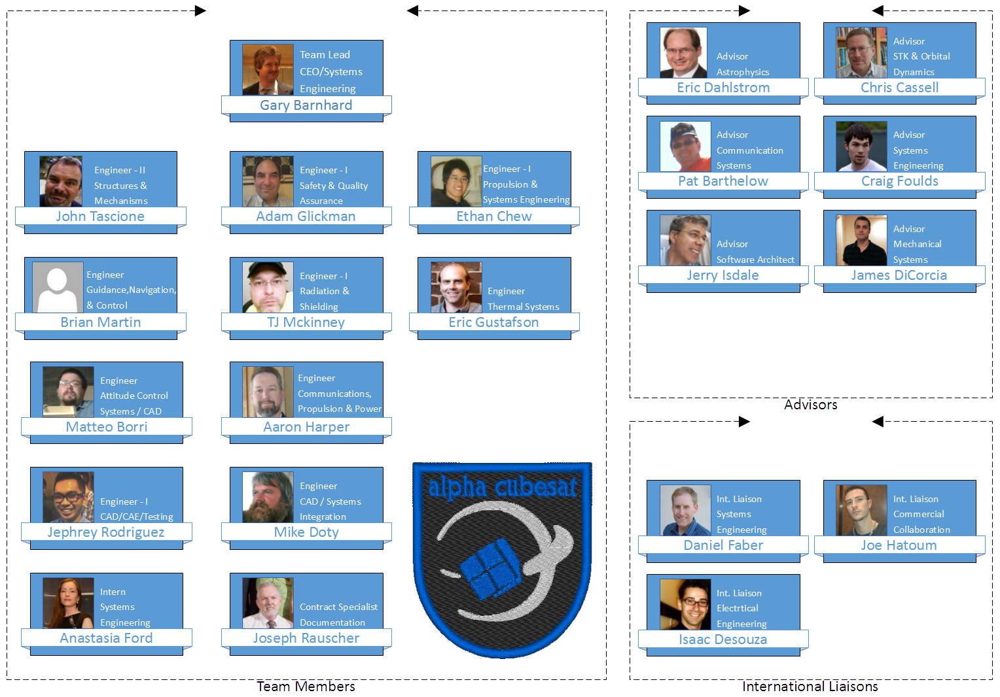 Team Lead
CEO/Systems
Engineering
Gary Barnhard
Engineer - II
Structures &
Mechanisms
John Tascione
Engineer - I
Safety & Quality
Assurance
Adam Glickman
Engineer - I
Propulsion &
Systems Engineering
Ethan Chew
Engineer
Guidance,Navigation,
& Control
Brian Martin
Engineer - I
Radiation &
Shielding
TJ Mckinney
Engineer
Thermal Systems
Eric Gustafson
Engineer
Attitude Control
Systems / CAD
Matteo Borri
Engineer
Communications,
Propulsion & Power
Aaron Harper
Engineer - I
CAD/CAE/Testing
Jephrey Rodriguez
Engineer
CAD / Systems
Integration
Mike Doty
alpha cubesat
Intern
Systems
Engineering
Anastasia Ford
Contract Specialist
Documentation
Joseph Rauscher
Team Members
Advisor
Astrophysics
Eric Dahlstrom
Advisor
STK & Orbital
Dynamics
Chris Cassell
Advisor
Communication
Systems
Pat Barthelow
Advisor
Systems
Engineering
Craig Foulds
Advisor
Software Architect
Jerry Isdale
Advisor
Mechanical
Systems
James DiCorcia
Advisors
Int. Liaison
Systems
Engineering
Daniel Faber
Int. Liaison
Commercial
Collaboration
Joe Hatoum
Int. Liaison
Electrtical
Engineering
Isaac Desouza
International Liaisons